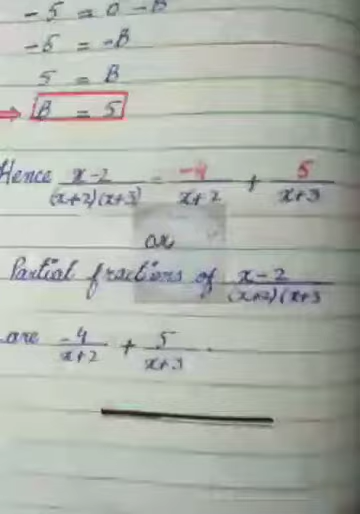 -5 = 0 - B
-5 = -B
5 = B
⇒ B = 5
Hence (x-2)/((x+2)(x+3)) = -4/(x+2) + 5/(x+3)
or
Partial fractions of (x-2)/((x+2)(x+3
are -4/(x+2) + 5/(x+3) .